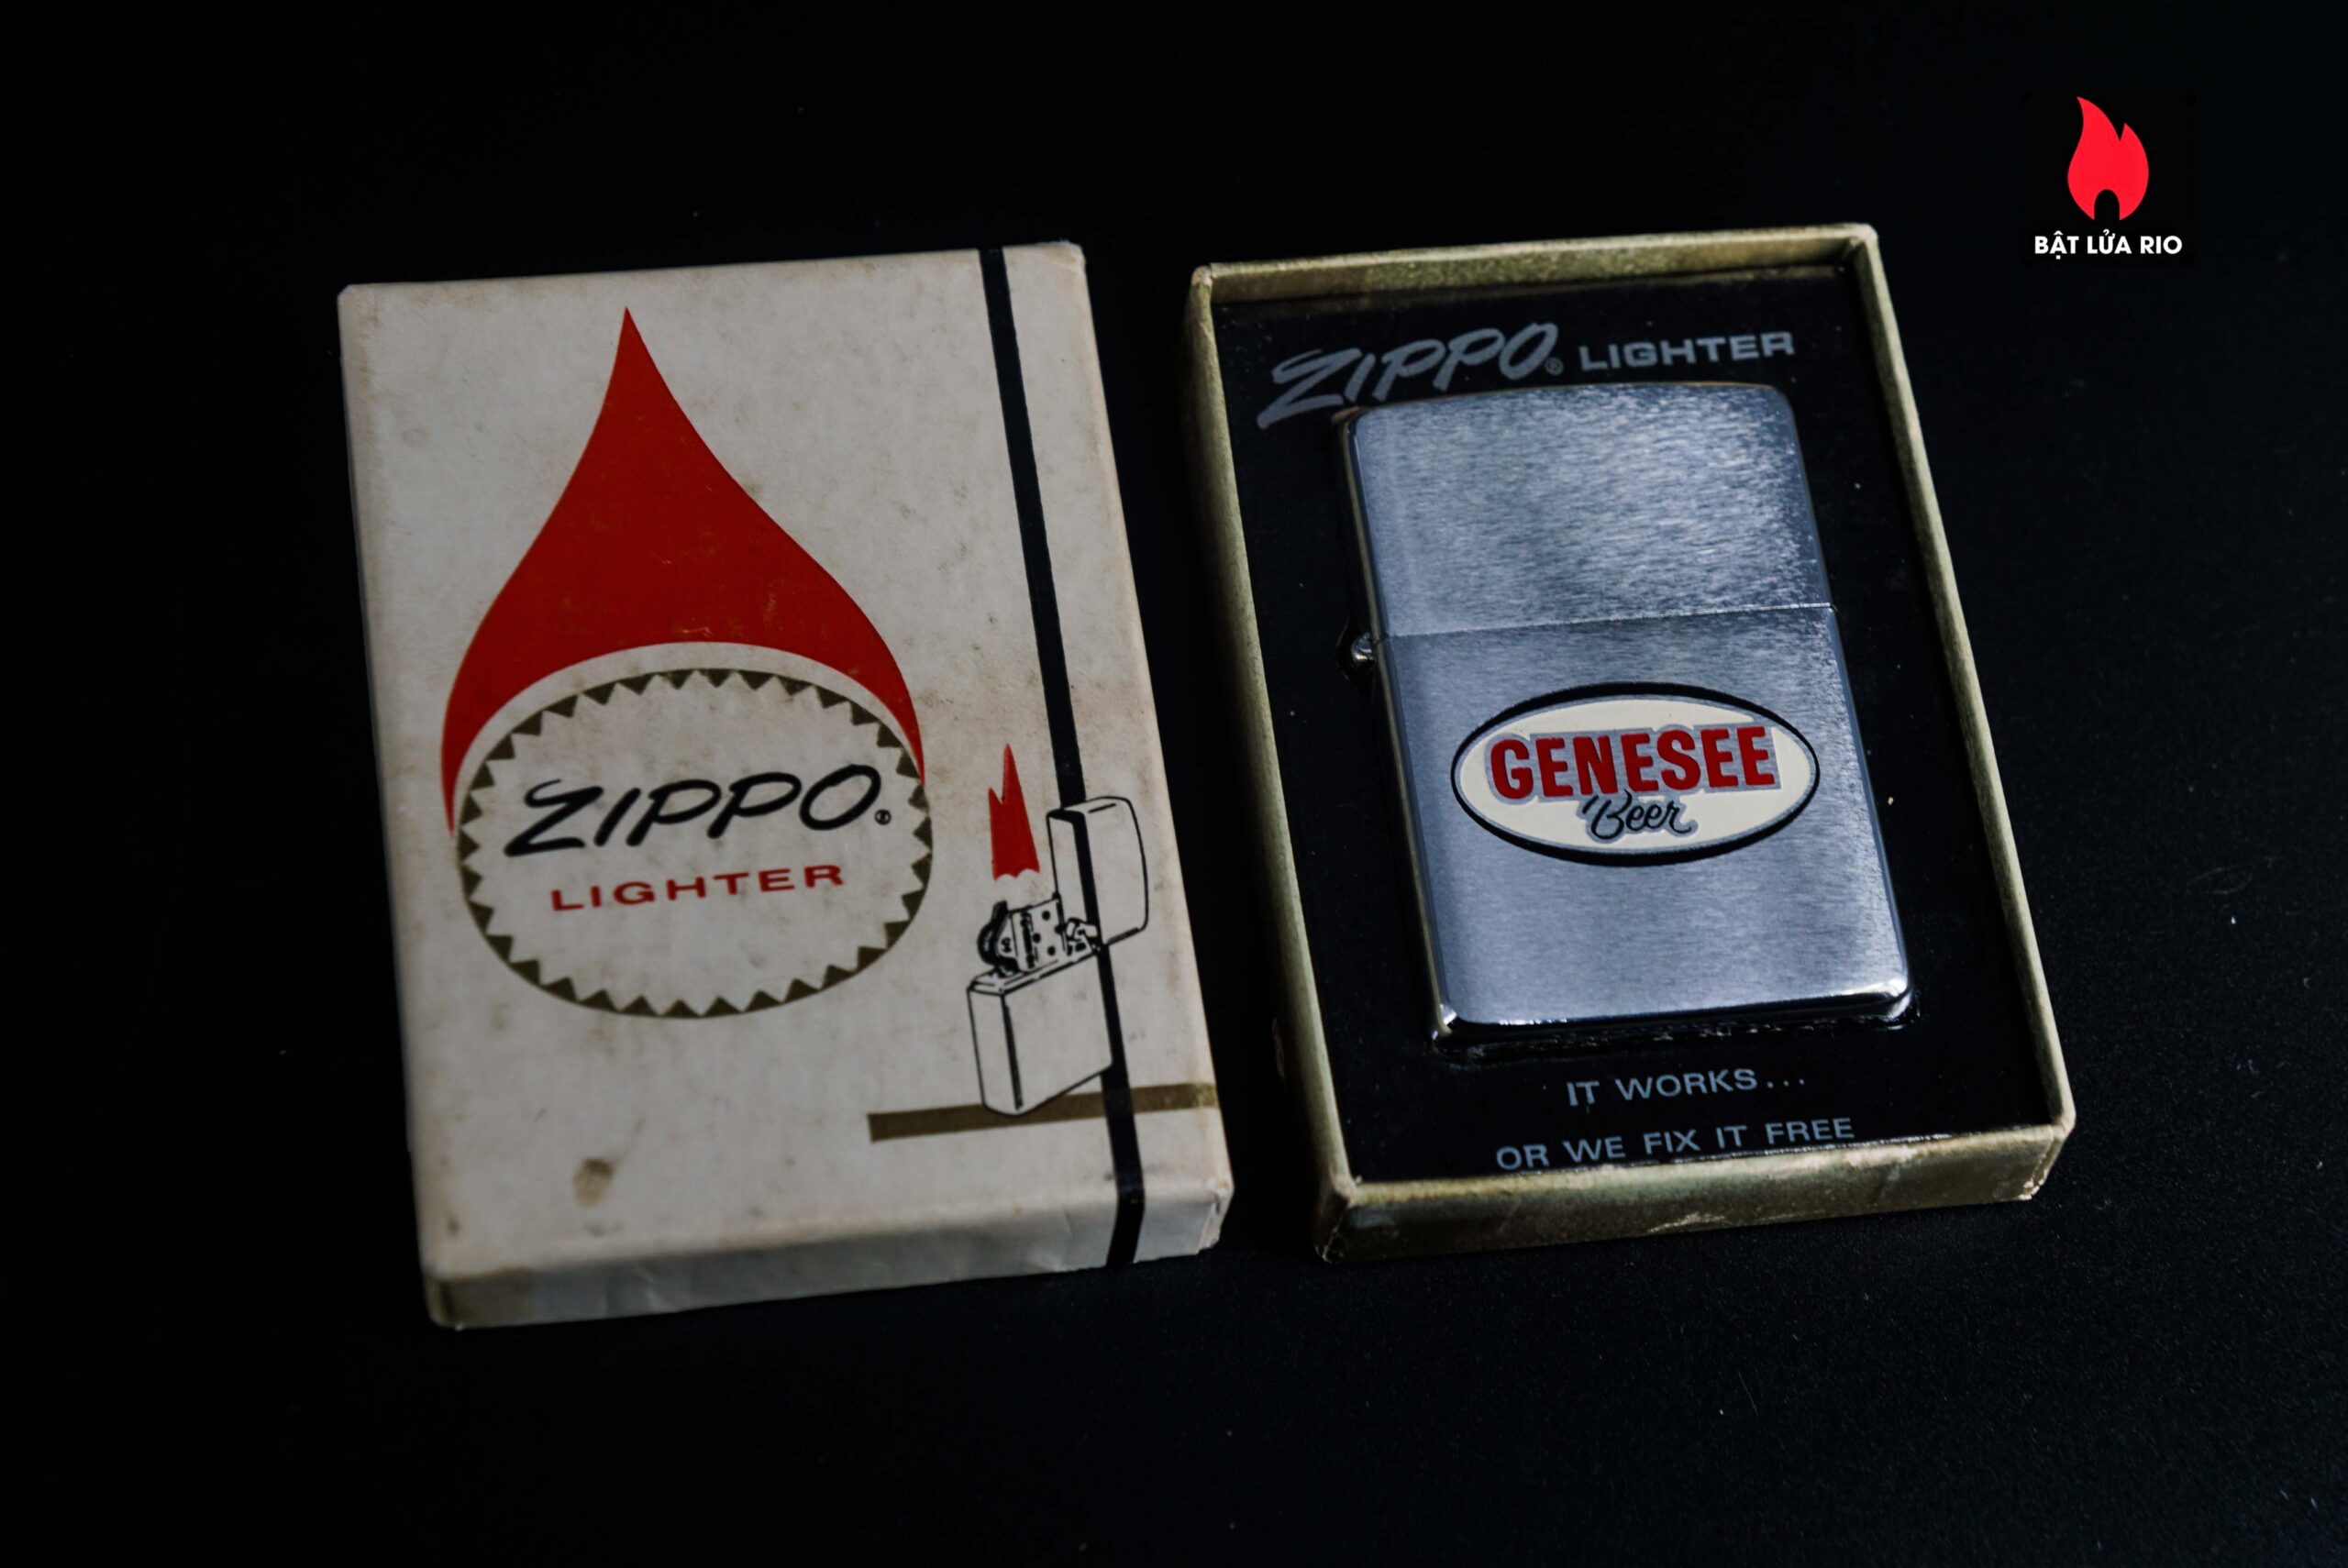 BẬT LỬA RIO
ZIPPO®
LIGHTER
ZIPPO® LIGHTER
GENESEE
Beer
IT WORKS...
OR WE FIX IT FREE